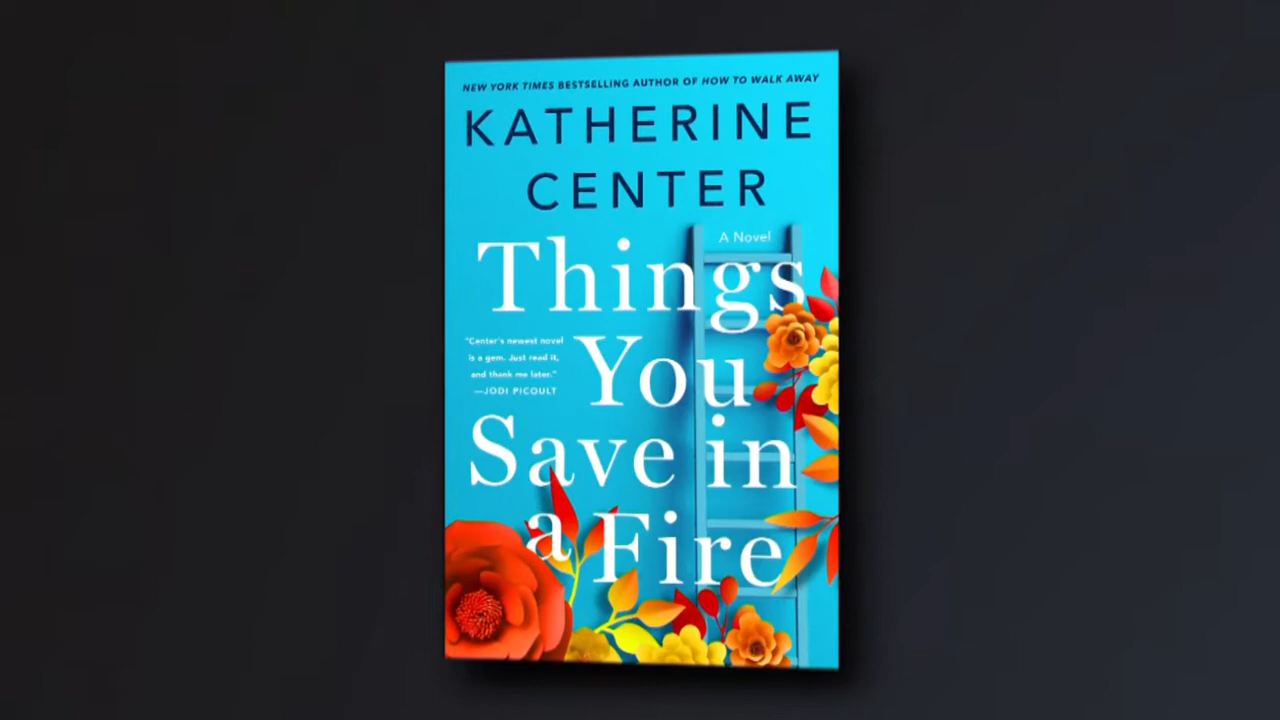 NEW YORK TIMES BESTSELLING AUTHOR OF HOW TO WALK AWAY
KATHERINE
CENTER
A Novel
Things
You
"Center's newest novel
is a gem. Just read it,
and thank me later."
—JODI PICOULT
Save in
a Fire